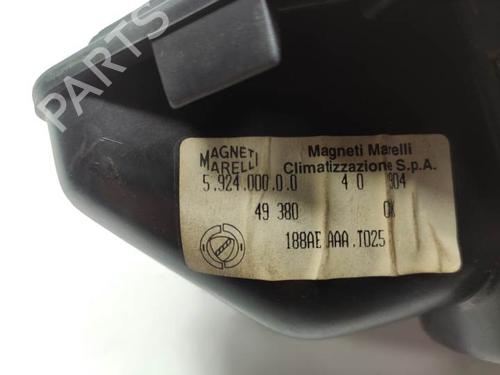 PARTS
MAGNETI
MARELLI
Magneti Marelli
Climatizzazione S.p.A.
5.924.000.0.0 4 0 304
49 380 OK
188AE AAA.T025